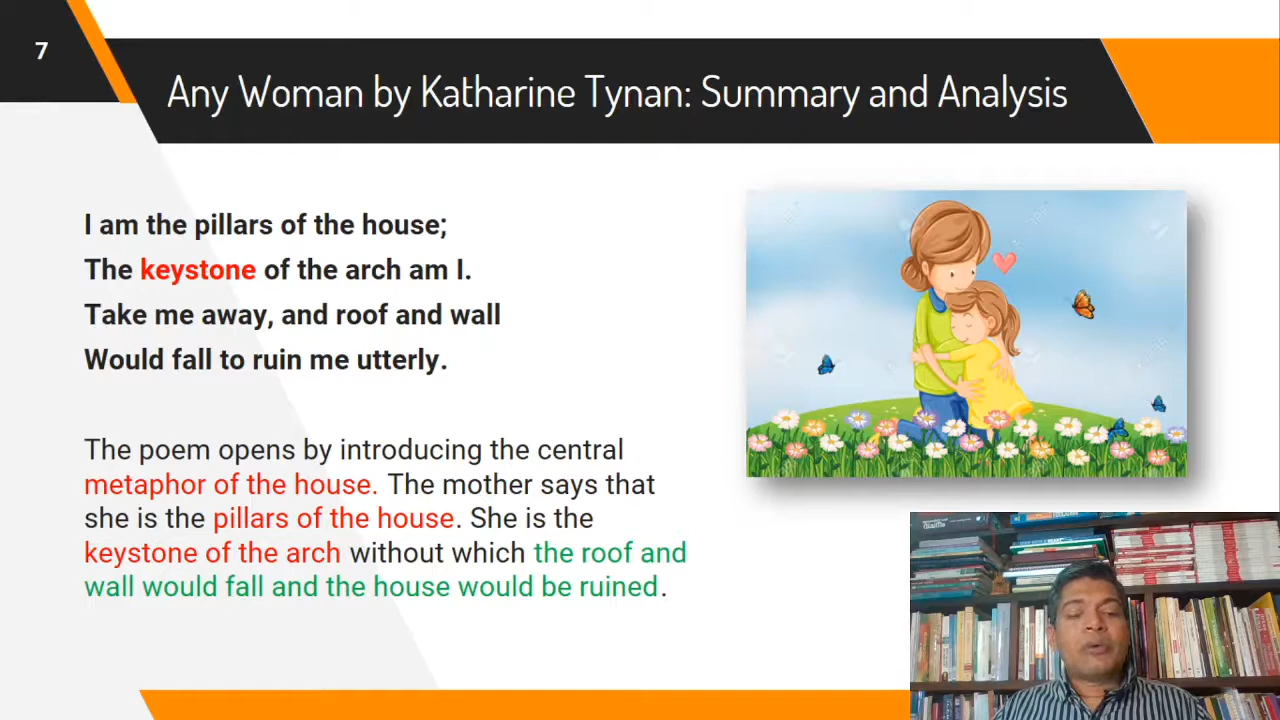 7
Any Woman by Katharine Tynan: Summary and Analysis
I am the pillars of the house;
The keystone of the arch am I.
Take me away, and roof and wall
Would fall to ruin me utterly.
The poem opens by introducing the central
metaphor of the house. The mother says that
she is the pillars of the house. She is the
keystone of the arch without which the roof and
wall would fall and the house would be ruined.